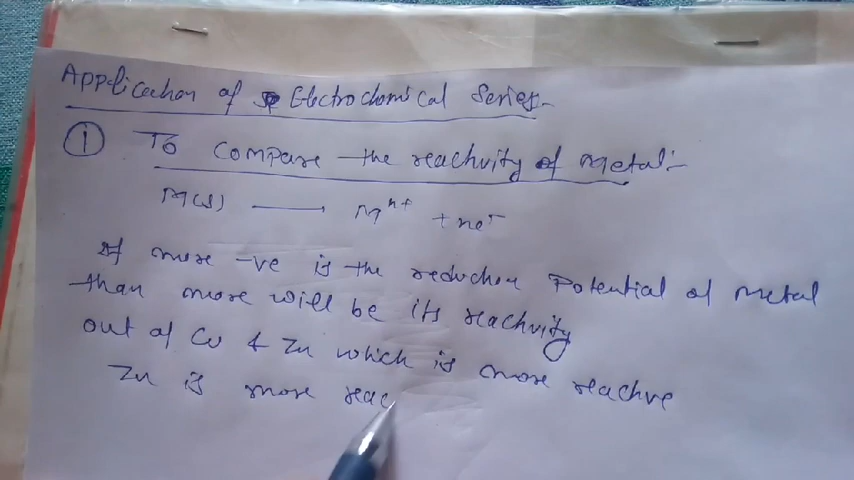 Application of Electrochemical Series-
① To compare the reactivity of Metal:-
M(s) ⟶ Mⁿ⁺ + ne⁻
If more -ve is the reduction Potential of metal
than more will be its reactivity
out of Cu & Zn which is more reactive
Zn is more reac